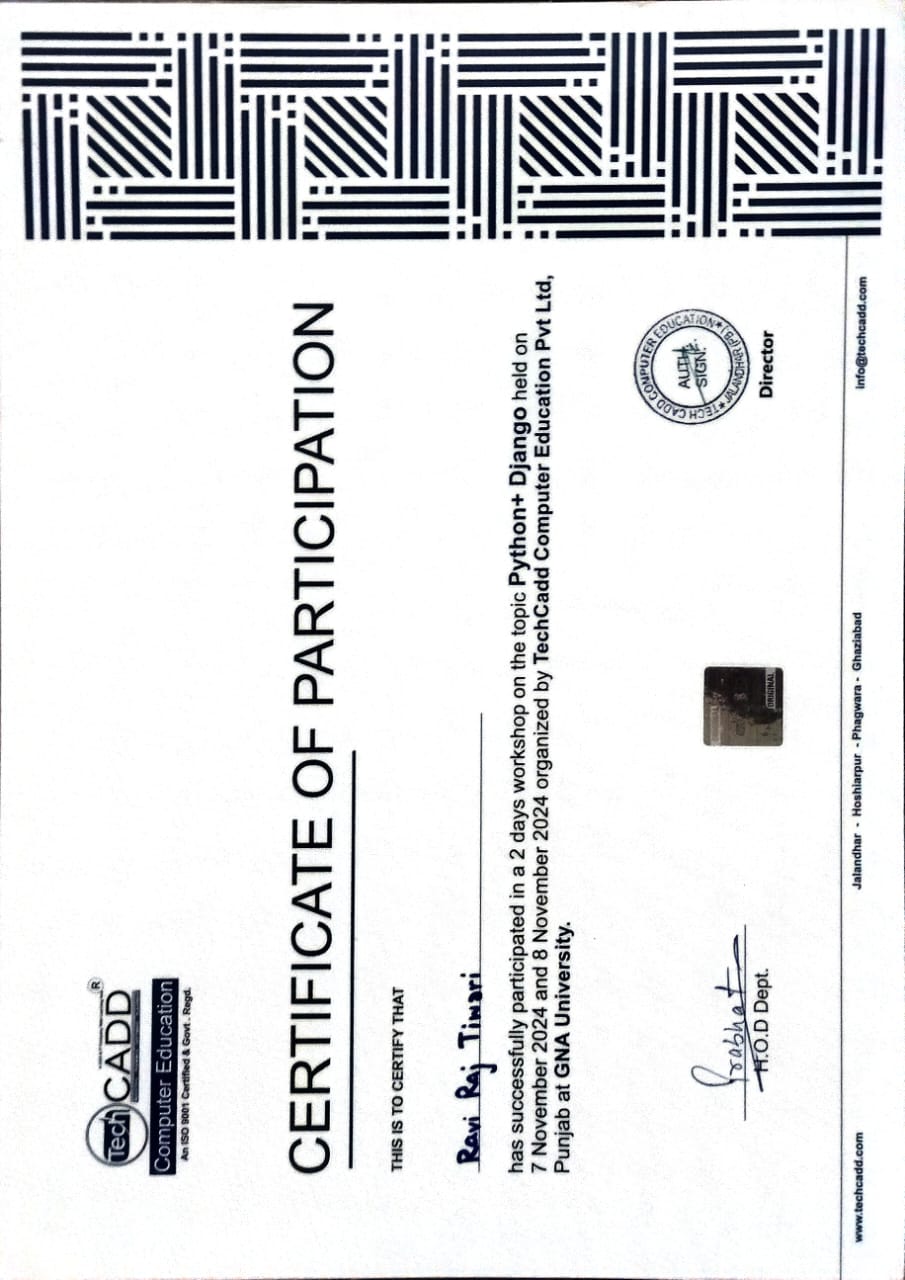 Tech CADD ®
Computer Education
An ISO 9001 Certified & Govt . Regd.
CERTIFICATE OF PARTICIPATION
THIS IS TO CERTIFY THAT
Ravi Raj Tiwari
has successfully participated in a 2 days workshop on the topic Python+ Django held on
7 November 2024 and 8 November 2024 organized by TechCadd Computer Education Pvt Ltd,
Punjab at GNA University.
Prabhat
H.O.D Dept.
ORIGINAL
TECH CADD COMPUTER EDUCATION
AUTH.
SIGN.
★ JALANDHAR (PB.) ★
Director
www.techcadd.com
Jalandhar - Hoshiarpur - Phagwara - Ghaziabad
info@techcadd.com